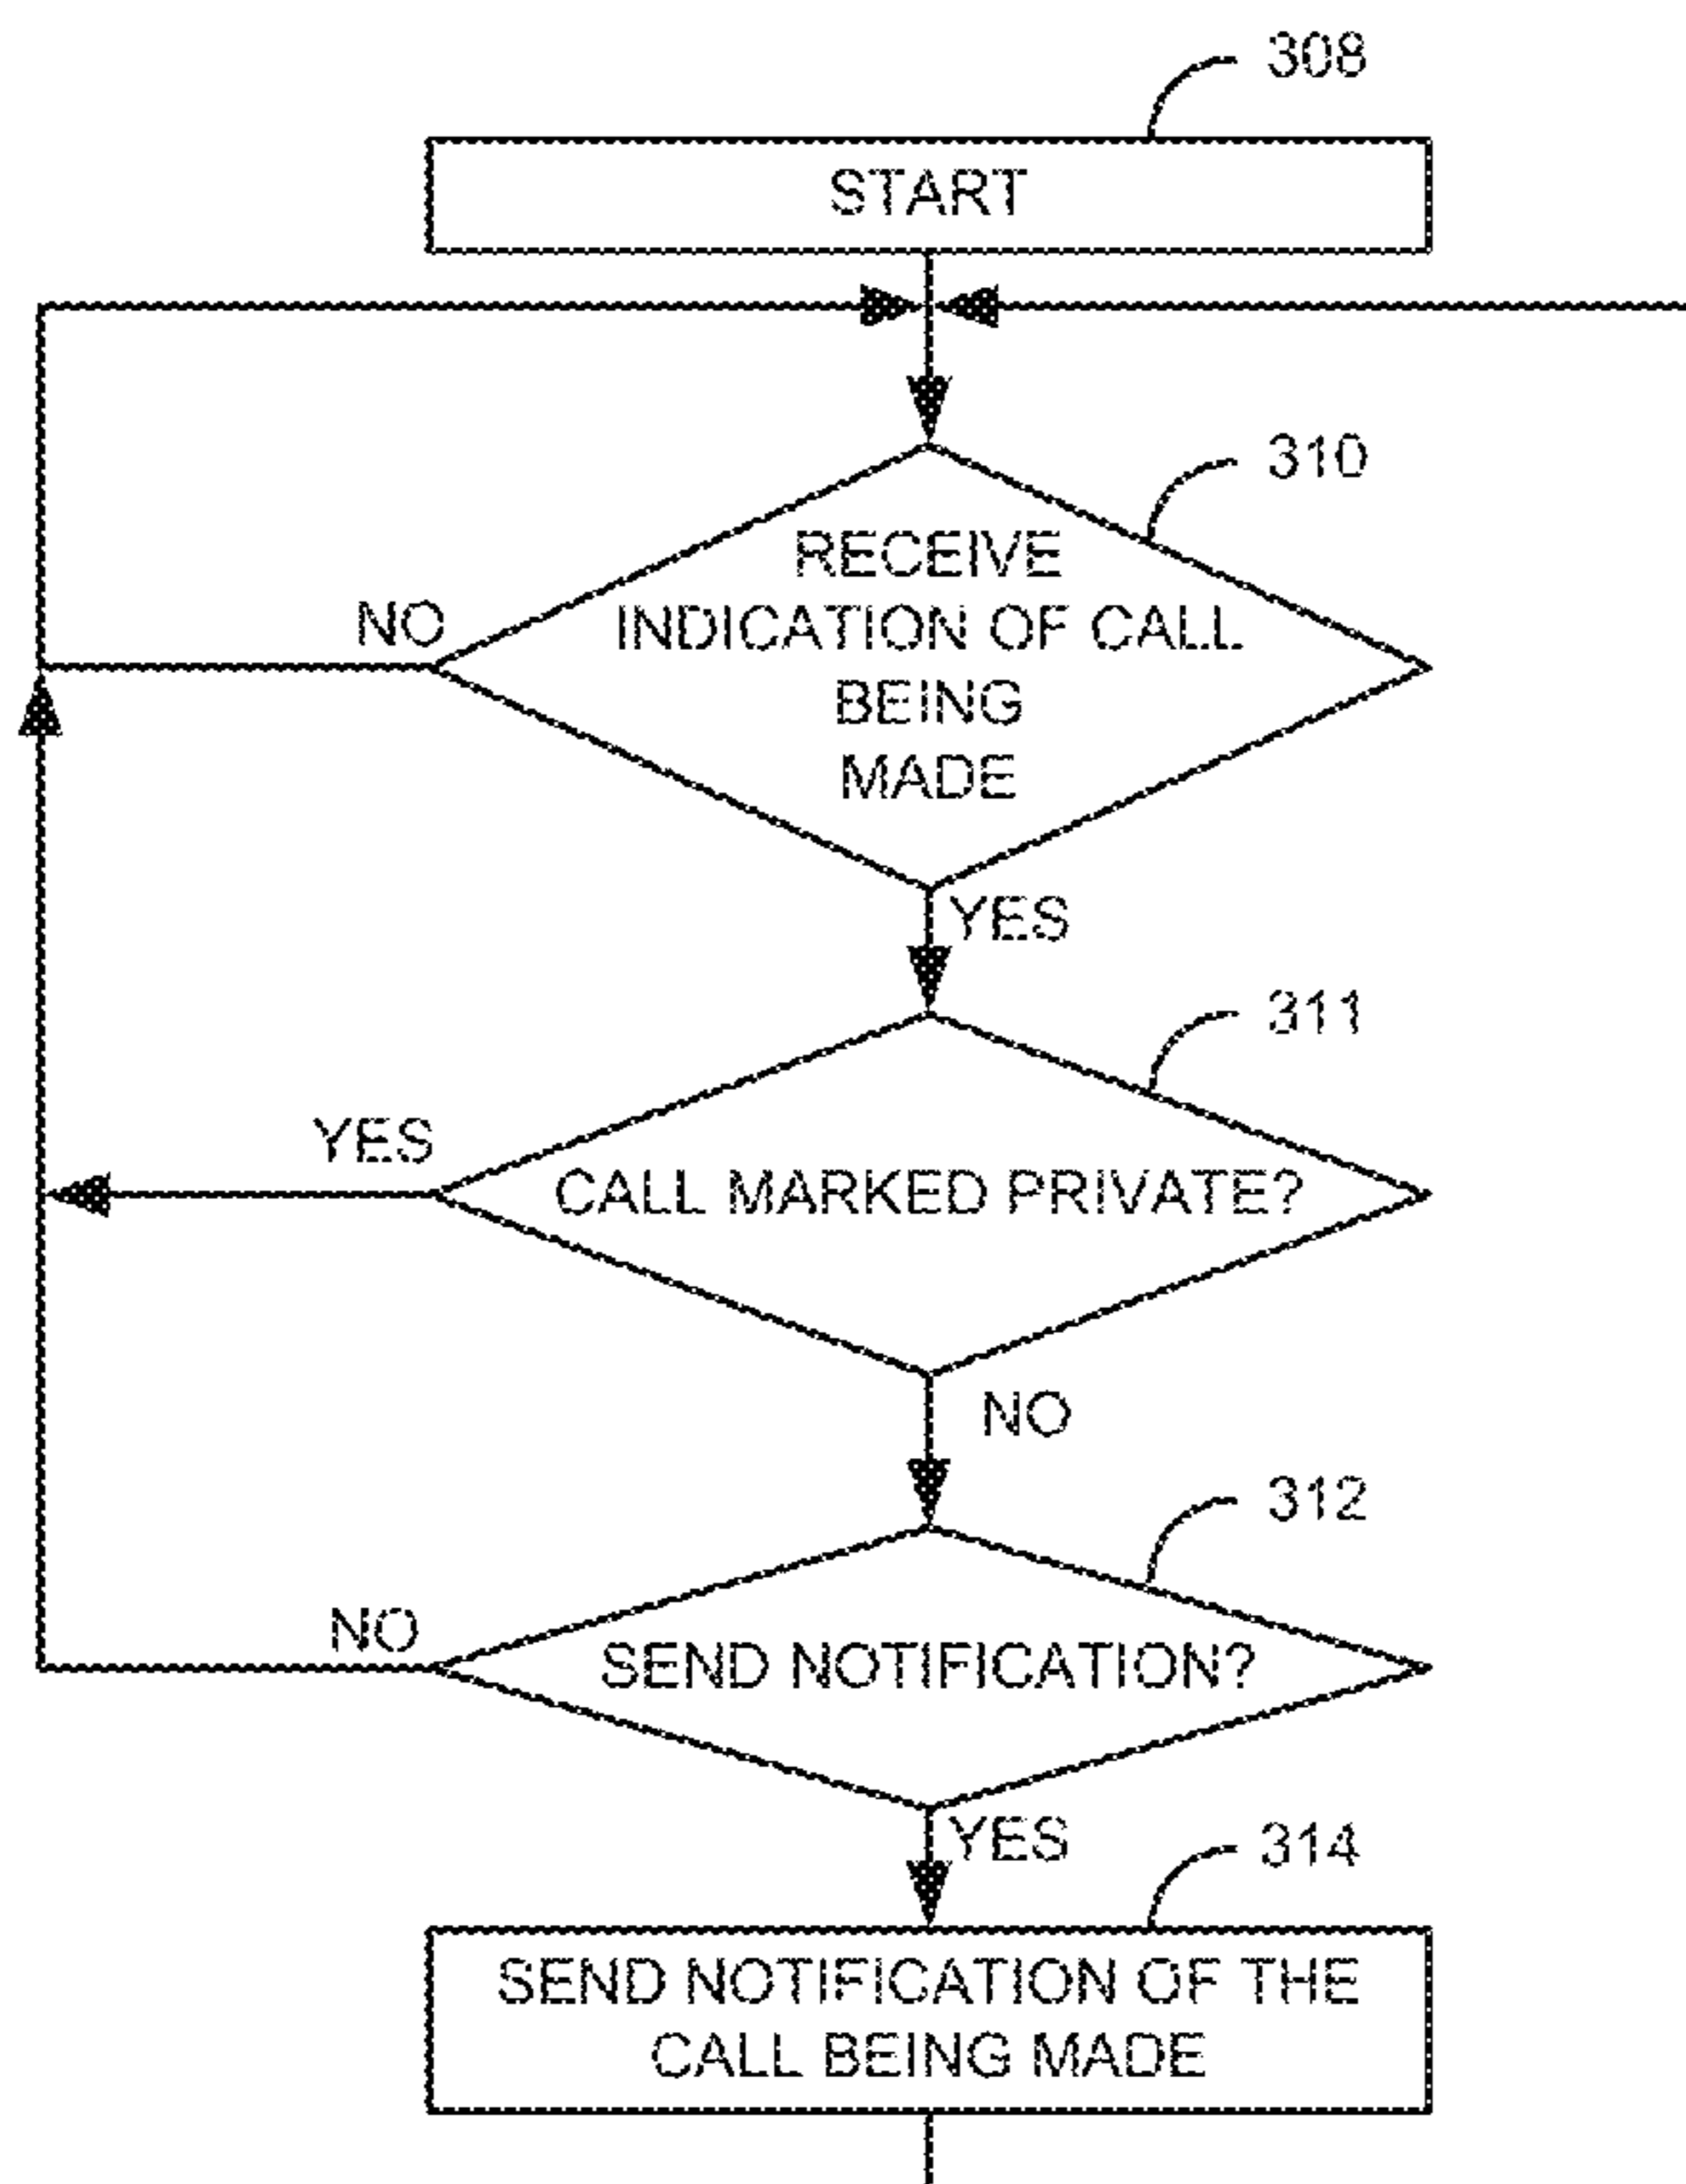 308
START
310
RECEIVE
INDICATION OF CALL
BEING
MADE
NO
YES
311
YES
CALL MARKED PRIVATE?
NO
312
NO
SEND NOTIFICATION?
YES
314
SEND NOTIFICATION OF THE
CALL BEING MADE